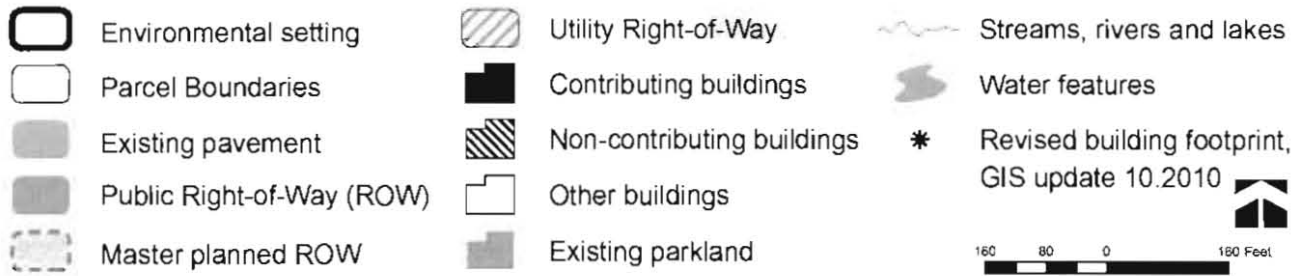 Environmental setting
Parcel Boundaries
Existing pavement
Public Right-of-Way (ROW)
Master planned ROW
Utility Right-of-Way
Contributing buildings
Non-contributing buildings
Other buildings
Existing parkland
Streams, rivers and lakes
Water features
* Revised building footprint,
GIS update 10.2010
160 80 0 160 Feet